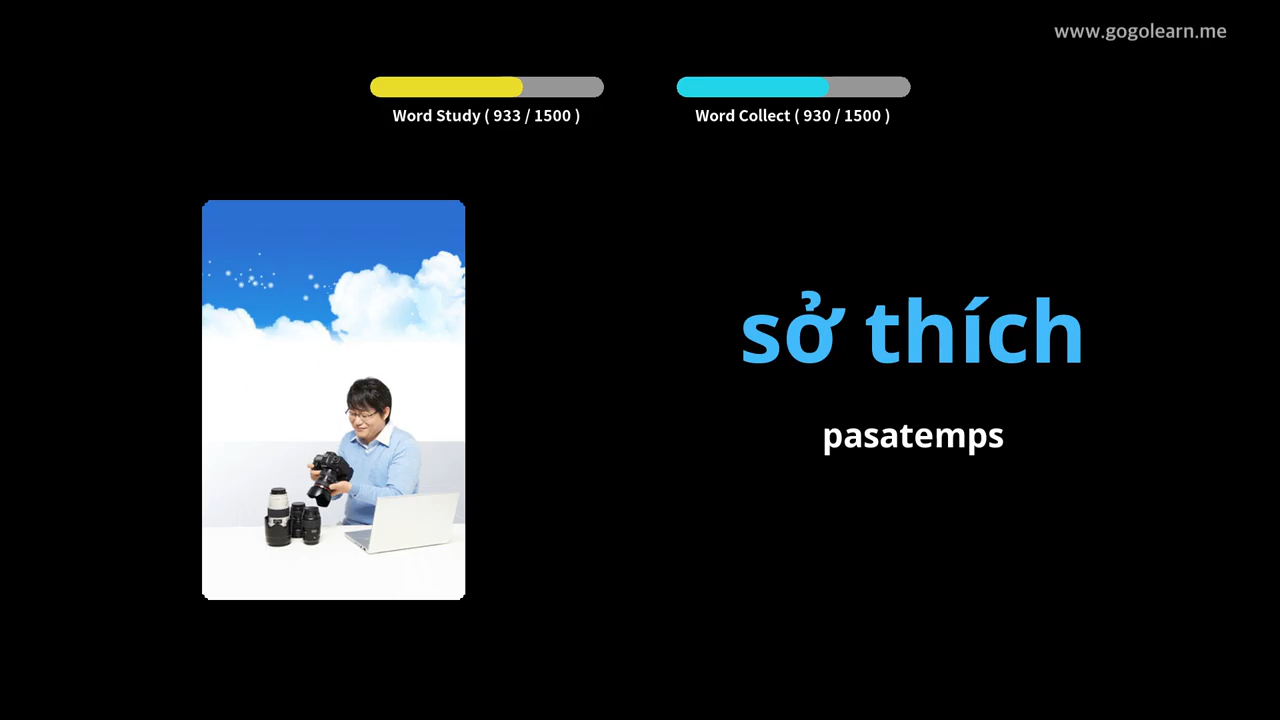 www.gogolearn.me
Word Study ( 933 / 1500 )
Word Collect ( 930 / 1500 )
sở thích
pasatemps